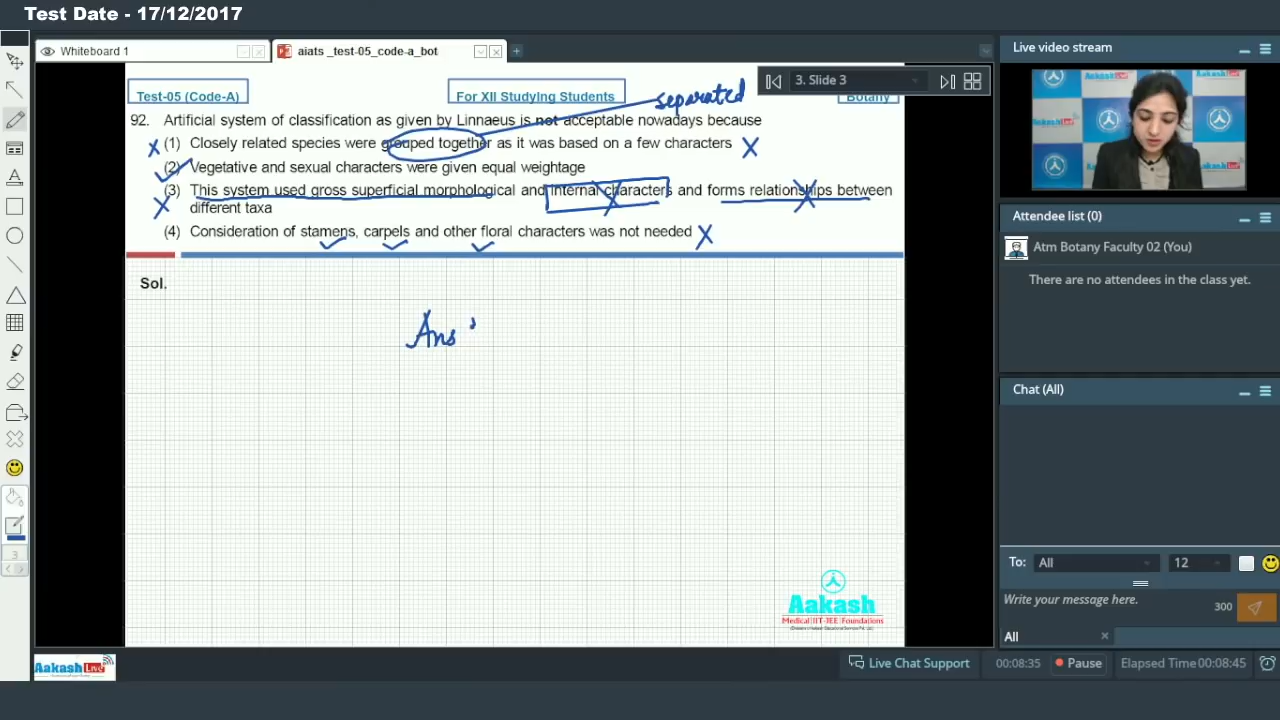 Test Date - 17/12/2017
Whiteboard 1
aiats _test-05_code-a_bot
Live video stream
3. Slide 3
Test-05 (Code-A)
For XII Studying Students
Botany
separated
Aakash
92. Artificial system of classification as given by Linnaeus is not acceptable nowadays because
(1) Closely related species were grouped together as it was based on a few characters
(2) Vegetative and sexual characters were given equal weightage
(3) This system used gross superficial morphological and internal characters and forms relationships between
different taxa
(4) Consideration of stamens, carpels and other floral characters was not needed
Sol.
Ans
Attendee list (0)
Atm Botany Faculty 02 (You)
There are no attendees in the class yet.
Chat (All)
To: All 12
Write your message here. 300
All
Aakash
Medical|IIT-JEE|Foundations
3
Aakash Live
Live Chat Support
00:08:35
Pause
Elapsed Time 00:08:45